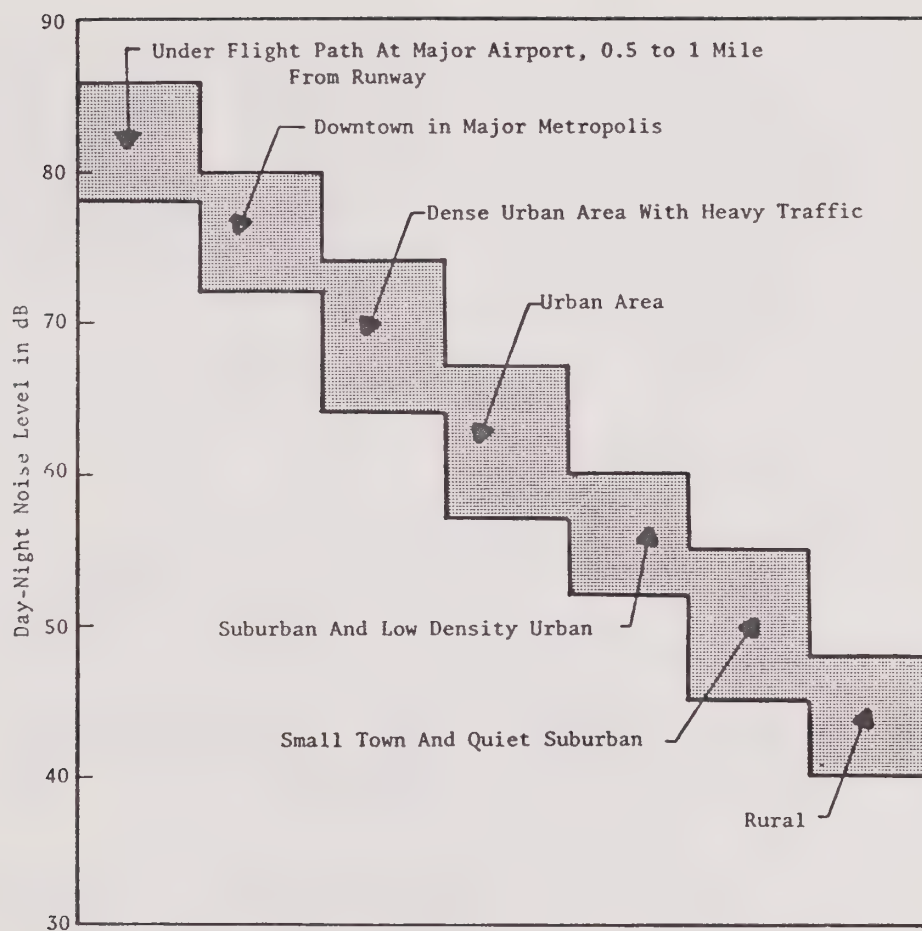 90
Under Flight Path At Major Airport, 0.5 to 1 Mile
From Runway
Downtown in Major Metropolis
80
Dense Urban Area With Heavy Traffic
Urban Area
70
Day-Night Noise Level in dB
60
50
Suburban And Low Density Urban
Small Town And Quiet Suburban
40
Rural
30